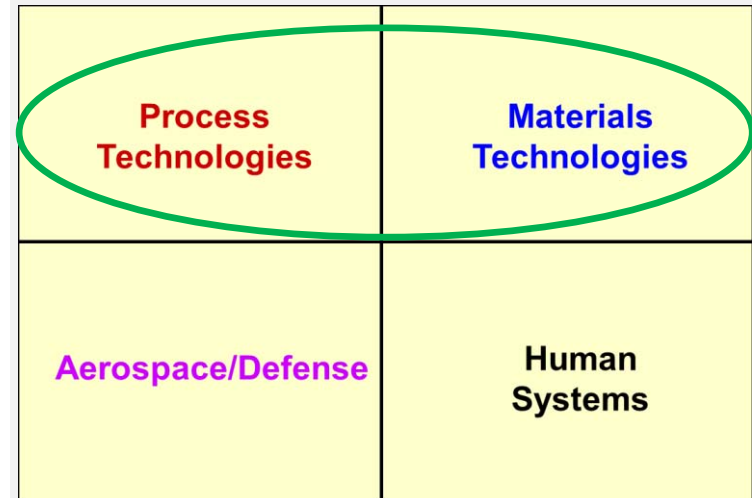 Process
Technologies
Materials
Technologies
Aerospace/Defense
Human
Systems